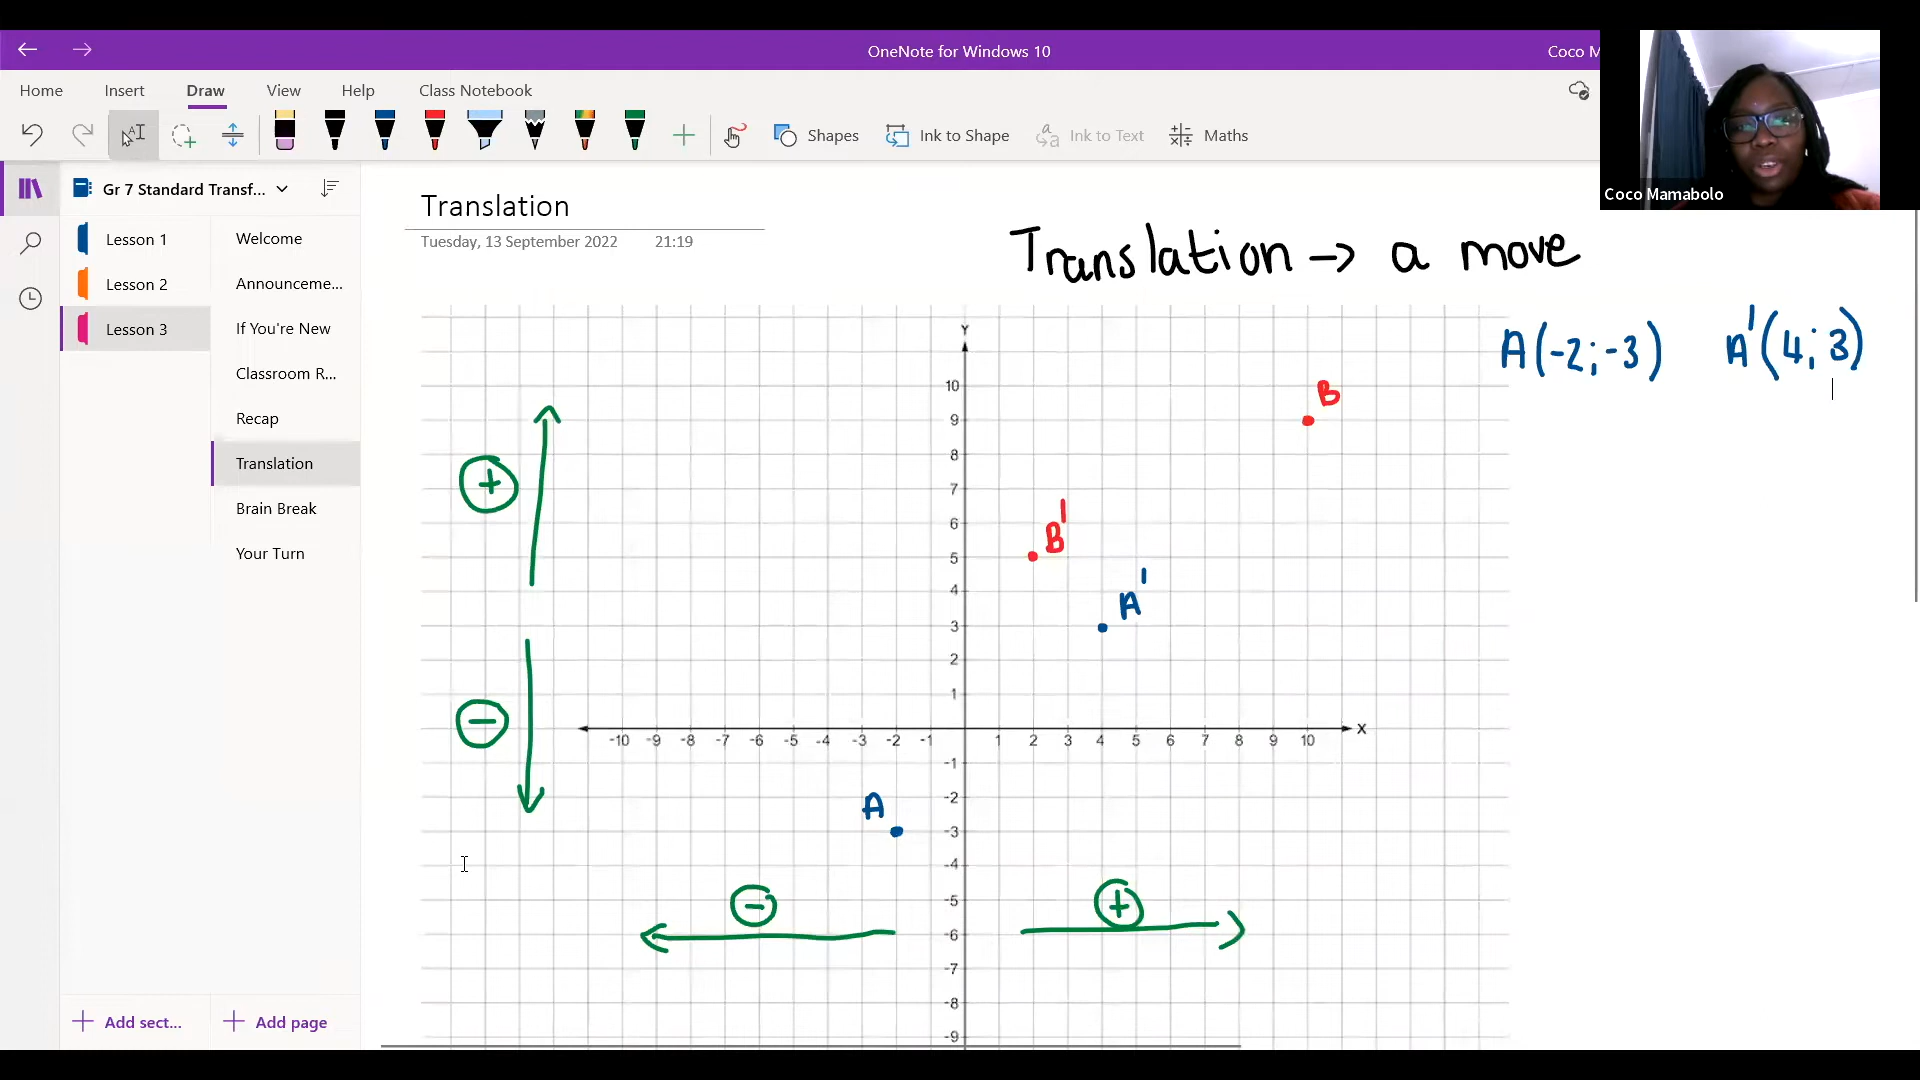 OneNote for Windows 10
Coco M
Home Insert Draw View Help Class Notebook
Shapes Ink to Shape Ink to Text Maths
Coco Mamabolo
Gr 7 Standard Transf...
Lesson 1
Lesson 2
Lesson 3
Welcome
Announceme...
If You're New
Classroom R...
Recap
Translation
Brain Break
Your Turn
Add sect... Add page
Translation
Tuesday, 13 September 2022 21:19
Translation → a move
A(-2;-3) A'(4;3)
Y
10
9
8
7
6
5
4
3
2
1
-10 -9 -8 -7 -6 -5 -4 -3 -2 -1 1 2 3 4 5 6 7 8 9 10 X
-1
-2
-3
-4
-5
-6
-7
-8
-9
B
B'
A'
A
+
-
-
+